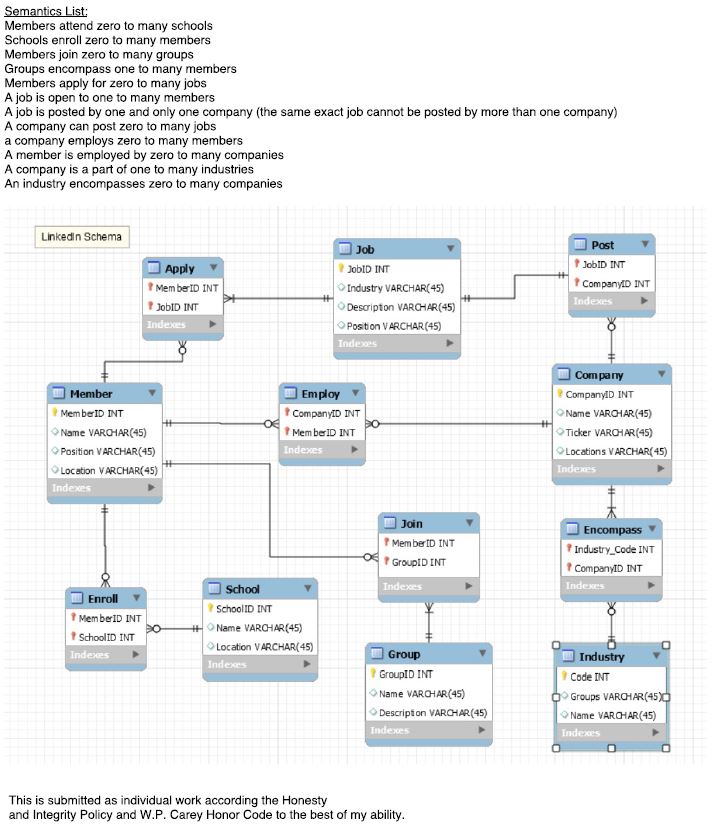 Semantics List:
Members attend zero to many schools
Schools enroll zero to many members
Members join zero to many groups
Groups encompass one to many members
Members apply for zero to many jobs
A job is open to one to many members
A job is posted by one and only one company (the same exact job cannot be posted by more than one company)
A company can post zero to many jobs
a company employs zero to many members
A member is employed by zero to many companies
A company is a part of one to many industries
An industry encompasses zero to many companies
LinkedIn Schema
Apply
MemberID INT
JobID INT
Indexes
Job
JobID INT
Industry VARCHAR(45)
Description VARCHAR(45)
Position VARCHAR(45)
Indexes
Post
JobID INT
CompanyID INT
Indexes
Member
MemberID INT
Name VARCHAR(45)
Position VARCHAR(45)
Location VARCHAR(45)
Indexes
Employ
CompanyID INT
MemberID INT
Indexes
Company
CompanyID INT
Name VARCHAR(45)
Ticker VARCHAR(45)
Locations VARCHAR(45)
Indexes
Join
MemberID INT
GroupID INT
Indexes
Encompass
Industry_Code INT
CompanyID INT
Indexes
Enroll
MemberID INT
SchoolID INT
Indexes
School
SchoolID INT
Name VARCHAR(45)
Location VARCHAR(45)
Indexes
Group
GroupID INT
Name VARCHAR(45)
Description VARCHAR(45)
Indexes
Industry
Code INT
Groups VARCHAR(45)
Name VARCHAR(45)
Indexes
This is submitted as individual work according the Honesty
and Integrity Policy and W.P. Carey Honor Code to the best of my ability.